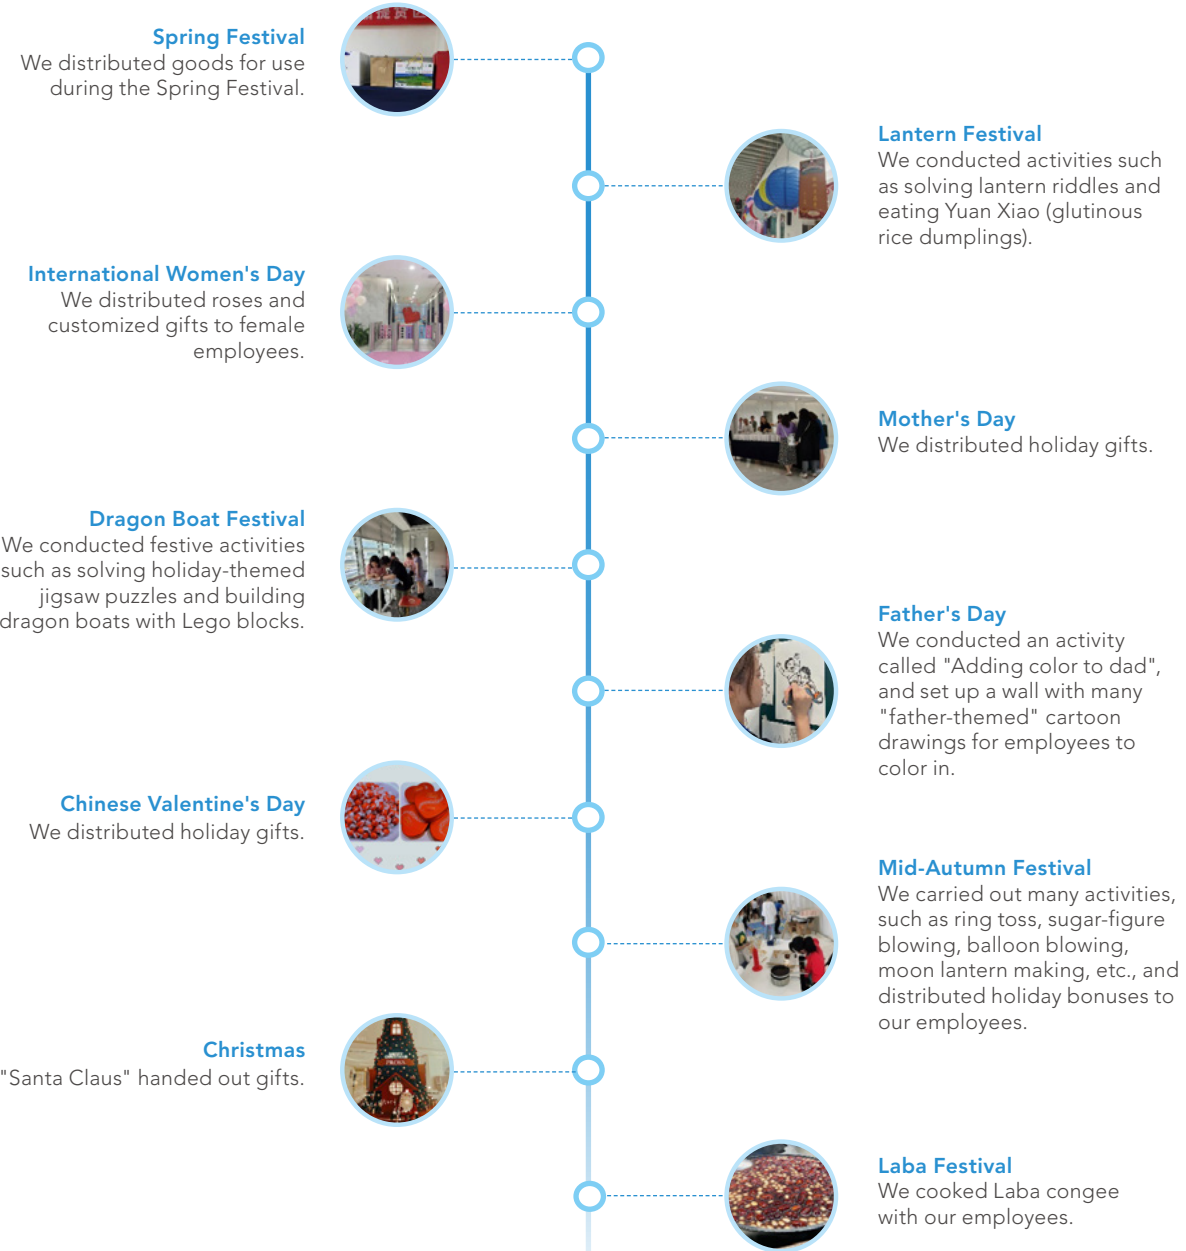 Spring Festival
We distributed goods for use
during the Spring Festival.
Lantern Festival
We conducted activities such
as solving lantern riddles and
eating Yuan Xiao (glutinous
rice dumplings).
International Women's Day
We distributed roses and
customized gifts to female
employees.
Mother's Day
We distributed holiday gifts.
Dragon Boat Festival
We conducted festive activities
such as solving holiday-themed
jigsaw puzzles and building
dragon boats with Lego blocks.
Father's Day
We conducted an activity
called "Adding color to dad",
and set up a wall with many
"father-themed" cartoon
drawings for employees to
color in.
Chinese Valentine's Day
We distributed holiday gifts.
Mid-Autumn Festival
We carried out many activities,
such as ring toss, sugar-figure
blowing, balloon blowing,
moon lantern making, etc., and
distributed holiday bonuses to
our employees.
Christmas
"Santa Claus" handed out gifts.
Laba Festival
We cooked Laba congee
with our employees.